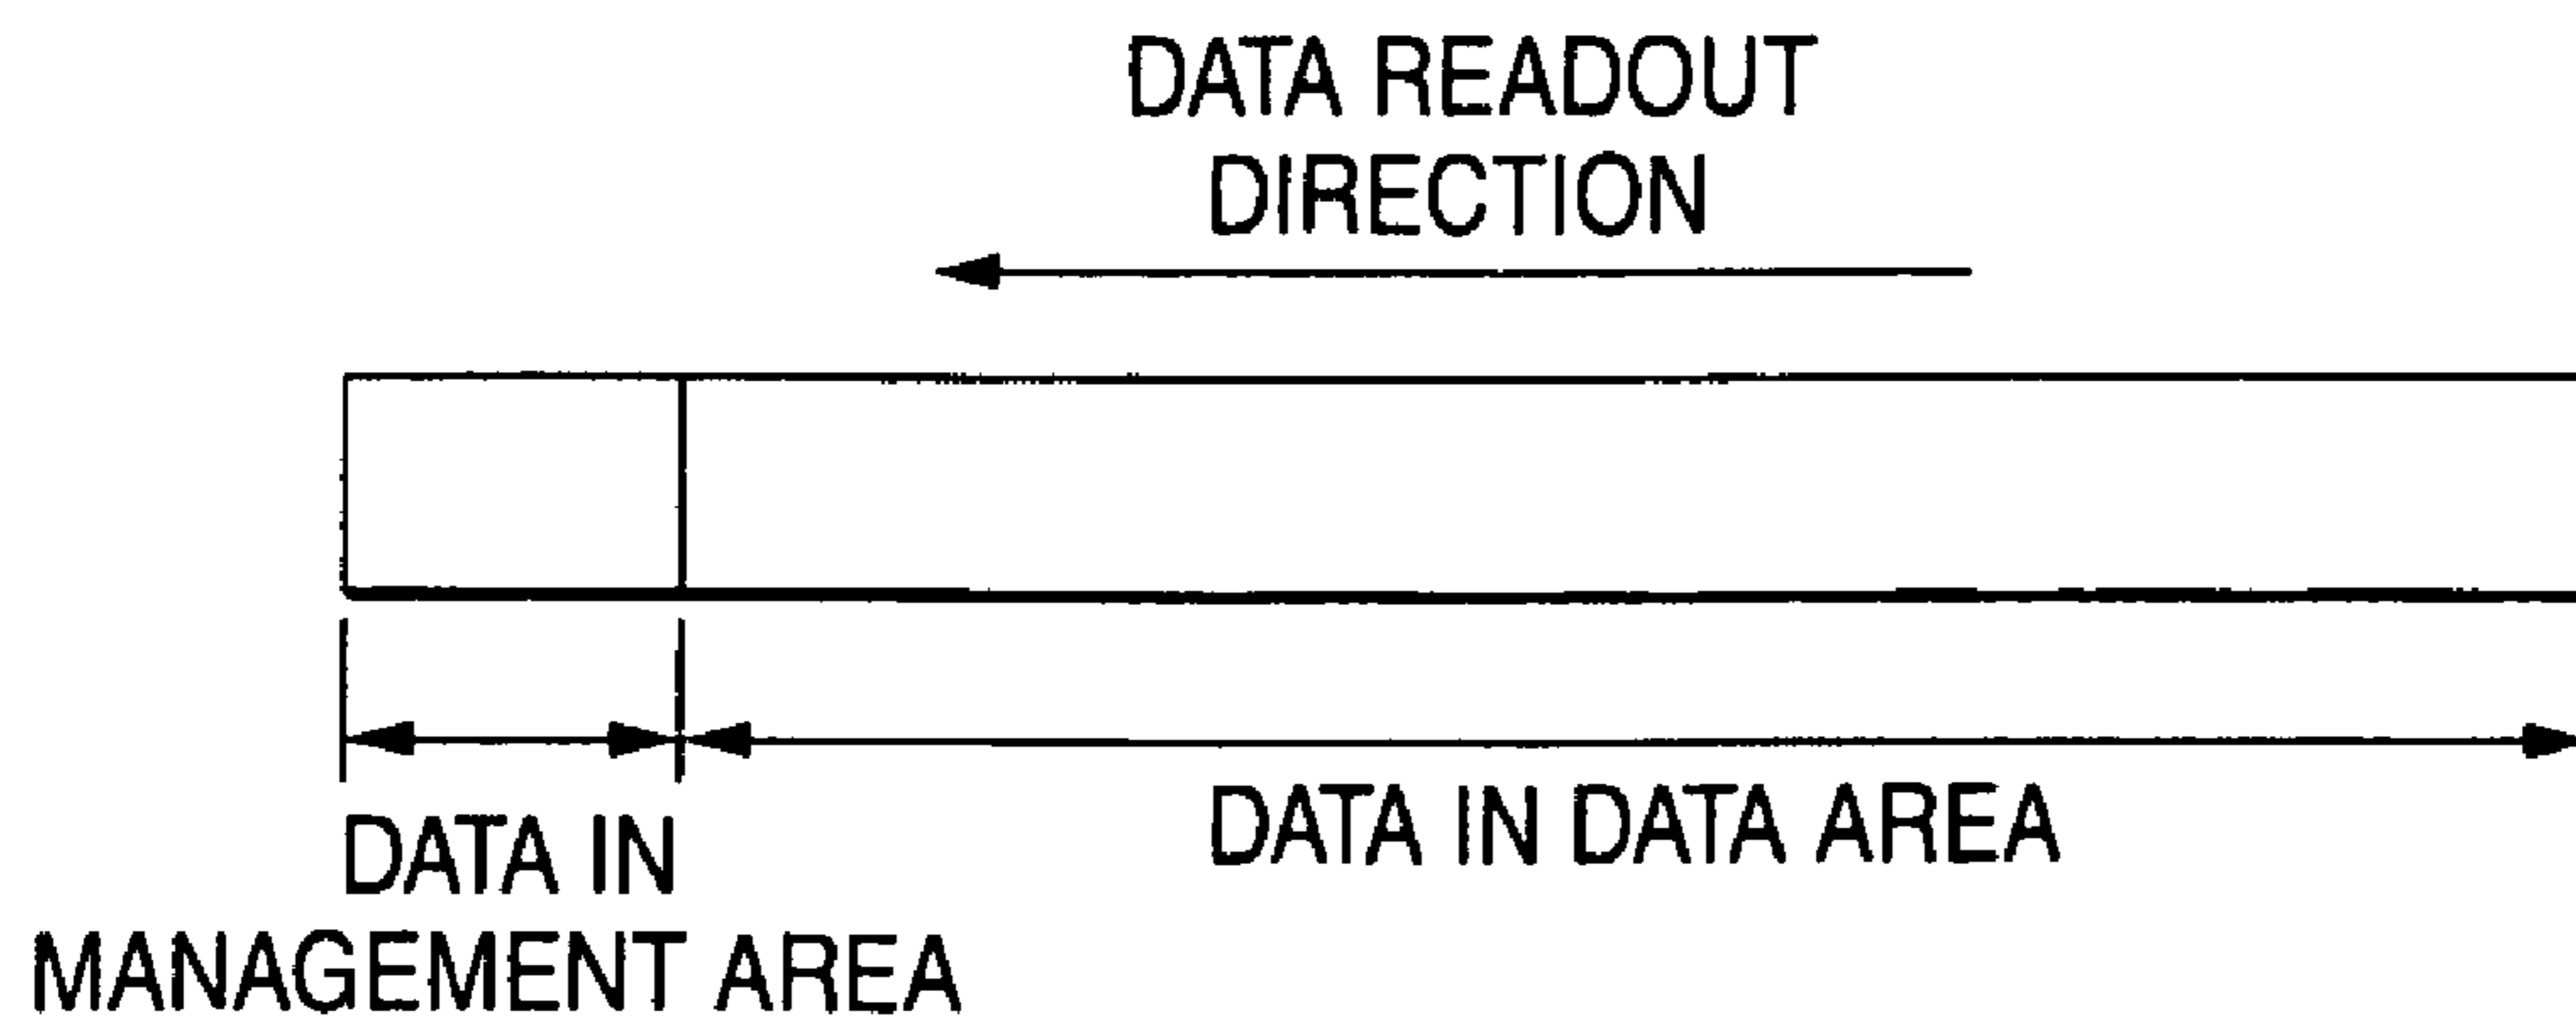 DATA READOUT
DIRECTION
DATA IN
MANAGEMENT AREA
DATA IN DATA AREA